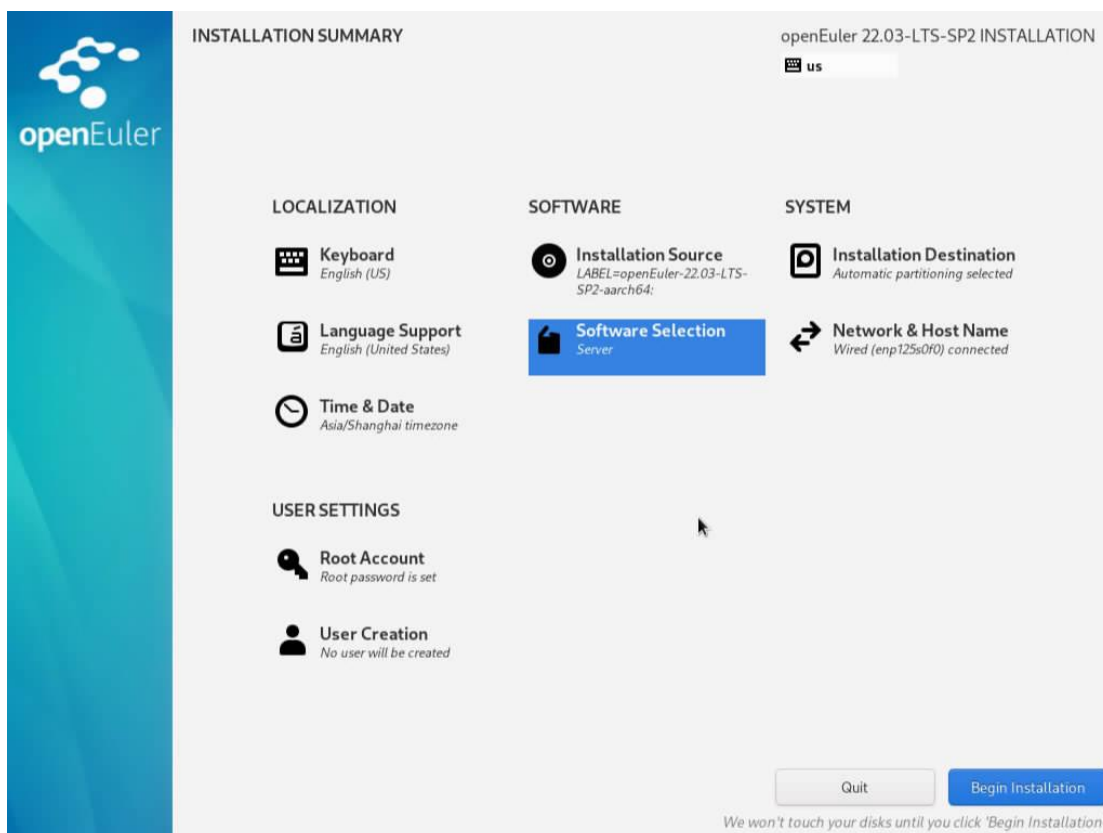 openEuler
INSTALLATION SUMMARY
openEuler 22.03-LTS-SP2 INSTALLATION
us
LOCALIZATION
Keyboard
English (US)
Language Support
English (United States)
Time & Date
Asia/Shanghai timezone
SOFTWARE
Installation Source
LABEL=openEuler-22.03-LTS-
SP2-aarch64:
Software Selection
Server
SYSTEM
Installation Destination
Automatic partitioning selected
Network & Host Name
Wired (enp125s0f0) connected
USER SETTINGS
Root Account
Root password is set
User Creation
No user will be created
Quit
Begin Installation
We won't touch your disks until you click 'Begin Installation